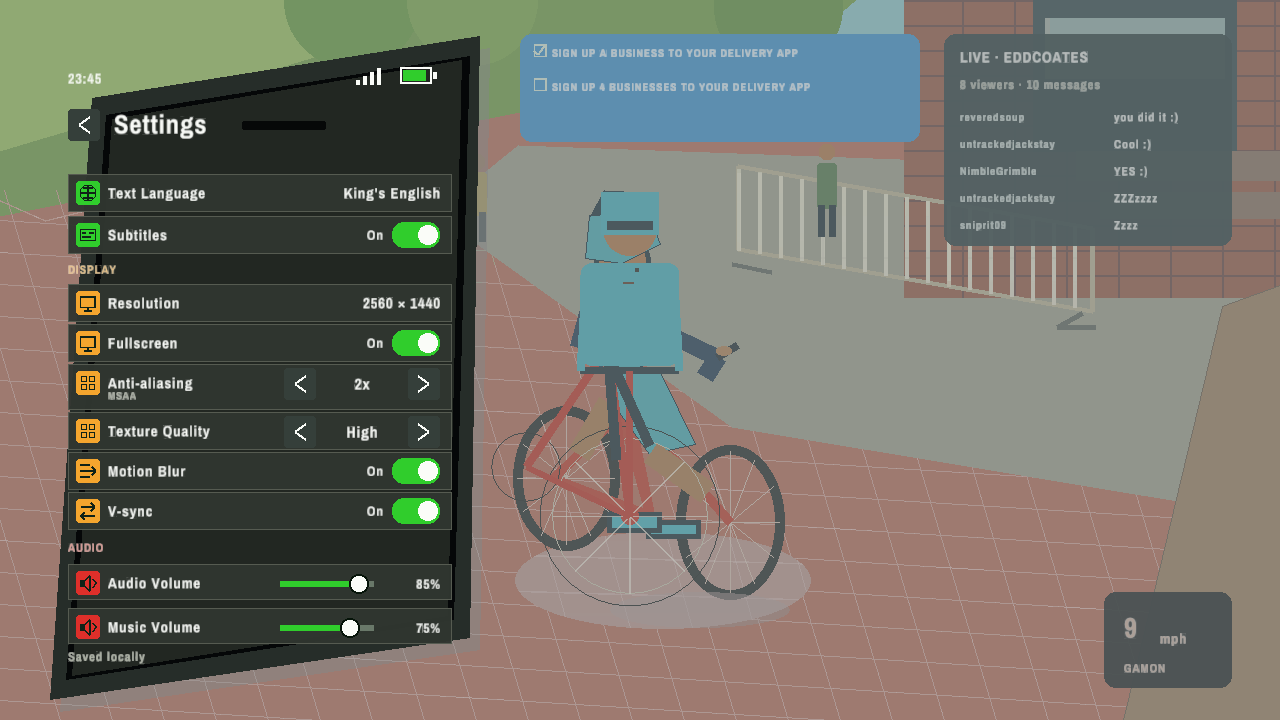 23:45
Settings
Text Language King's English
Subtitles On
DISPLAY
Resolution 2560 × 1440
Fullscreen On
Anti-aliasing 2x
MSAA
Texture Quality High
Motion Blur On
V-sync On
AUDIO
Audio Volume 85%
Music Volume 75%
Saved locally
SIGN UP A BUSINESS TO YOUR DELIVERY APP
SIGN UP 4 BUSINESSES TO YOUR DELIVERY APP
LIVE · EDDCOATES
8 viewers · 10 messages
reveredsoup you did it :)
untrackedjackstay Cool :)
NimbleGrimble YES :)
untrackedjackstay ZZZzzzz
sniprit09 Zzzz
9 mph
GAMON